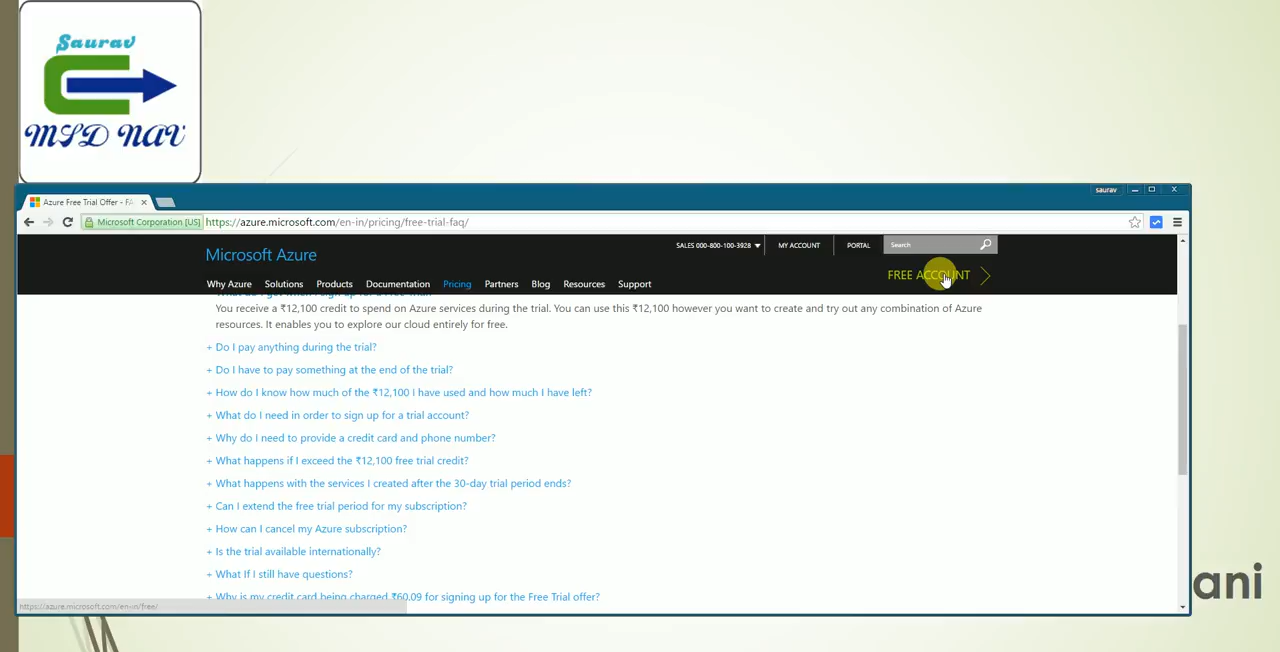 Saurav
MSD NAV
Azure Free Trial Offer - FA
saurav
Microsoft Corporation [US]
https://azure.microsoft.com/en-in/pricing/free-trial-faq/
SALES 000-800-100-3928
MY ACCOUNT
PORTAL
Search
Microsoft Azure
FREE ACCOUNT
Why Azure
Solutions
Products
Documentation
Pricing
Partners
Blog
Resources
Support
You receive a ₹12,100 credit to spend on Azure services during the trial. You can use this ₹12,100 however you want to create and try out any combination of Azure
resources. It enables you to explore our cloud entirely for free.
+ Do I pay anything during the trial?
+ Do I have to pay something at the end of the trial?
+ How do I know how much of the ₹12,100 I have used and how much I have left?
+ What do I need in order to sign up for a trial account?
+ Why do I need to provide a credit card and phone number?
+ What happens if I exceed the ₹12,100 free trial credit?
+ What happens with the services I created after the 30-day trial period ends?
+ Can I extend the free trial period for my subscription?
+ How can I cancel my Azure subscription?
+ Is the trial available internationally?
+ What If I still have questions?
+ Why is my credit card being charged ₹60.09 for signing up for the Free Trial offer?
https://azure.microsoft.com/en-in/free/
ani